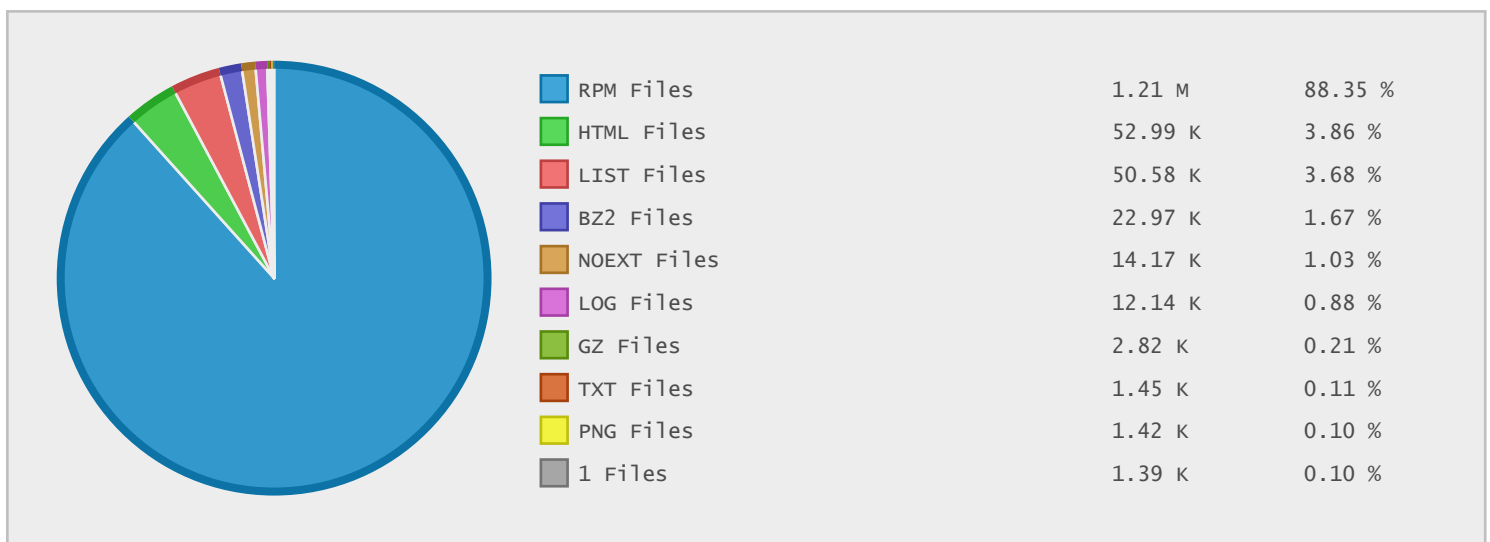 RPM Files 1.21 M 88.35 %
HTML Files 52.99 K 3.86 %
LIST Files 50.58 K 3.68 %
BZ2 Files 22.97 K 1.67 %
NOEXT Files 14.17 K 1.03 %
LOG Files 12.14 K 0.88 %
GZ Files 2.82 K 0.21 %
TXT Files 1.45 K 0.11 %
PNG Files 1.42 K 0.10 %
1 Files 1.39 K 0.10 %